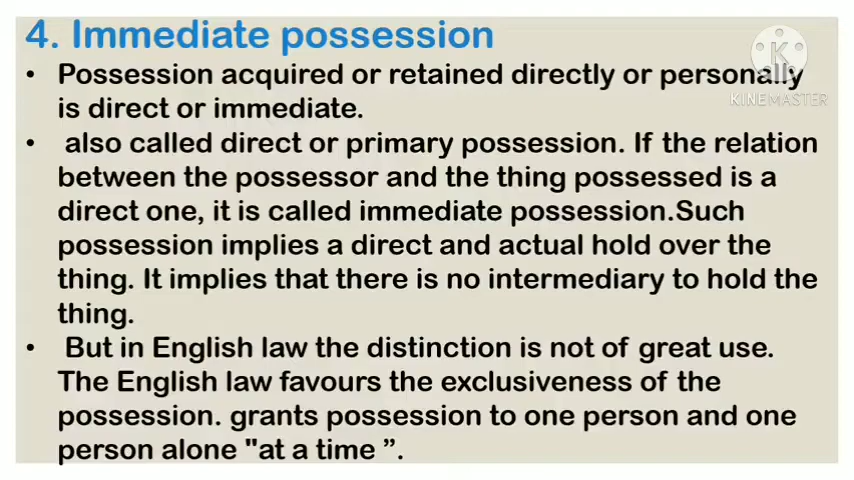 4. Immediate possession
• Possession acquired or retained directly or personally
is direct or immediate.
• also called direct or primary possession. If the relation
between the possessor and the thing possessed is a
direct one, it is called immediate possession.Such
possession implies a direct and actual hold over the
thing. It implies that there is no intermediary to hold the
thing.
• But in English law the distinction is not of great use.
The English law favours the exclusiveness of the
possession. grants possession to one person and one
person alone "at a time ”.
K
KINEMASTER